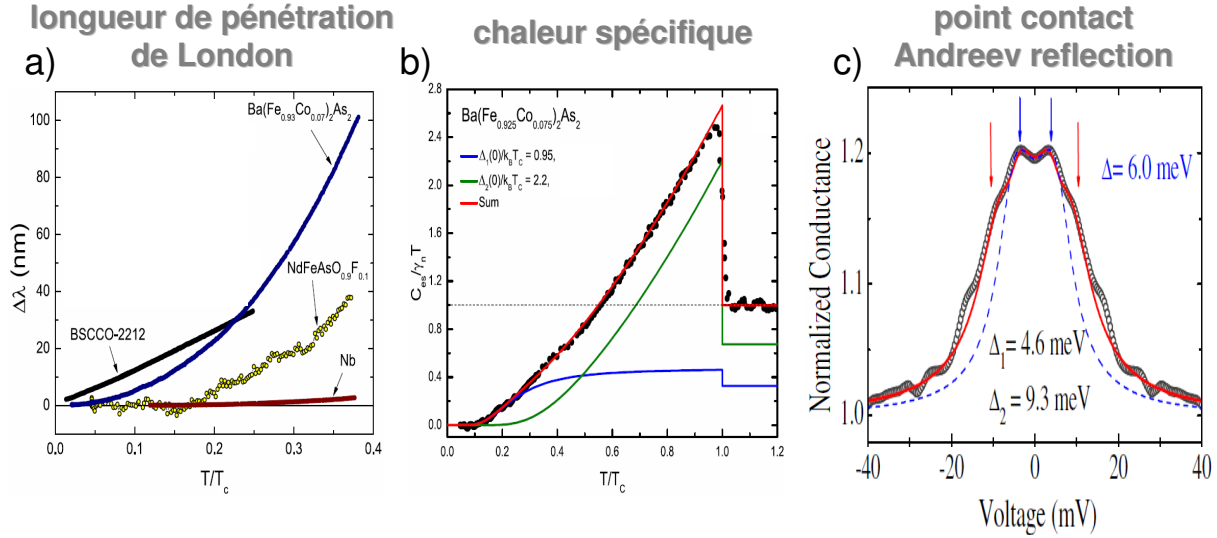 longueur de pénétration
de London
a)
Ba(Fe0.93Co0.07)2As2
NdFeAsO0.9F0.1
BSCCO-2212
Nb
Δλ (nm)
100
80
60
40
20
0
0.0 0.1 0.2 0.3 0.4
T/Tc
chaleur spécifique
b)
Ba(Fe0.925Co0.075)2As2
Δ1(0)/kBTC = 0.95,
Δ2(0)/kBTC = 2.2,
Sum
Ces/γnT
2.8
2.4
2.0
1.6
1.2
0.8
0.4
0.0
0.0 0.2 0.4 0.6 0.8 1.0 1.2
T/TC
point contact
Andreev reflection
c)
Δ= 6.0 meV
Δ1= 4.6 meV
Δ2 = 9.3 meV
Normalized Conductance
1.2
1.1
1.0
-40 -20 0 20 40
Voltage (mV)